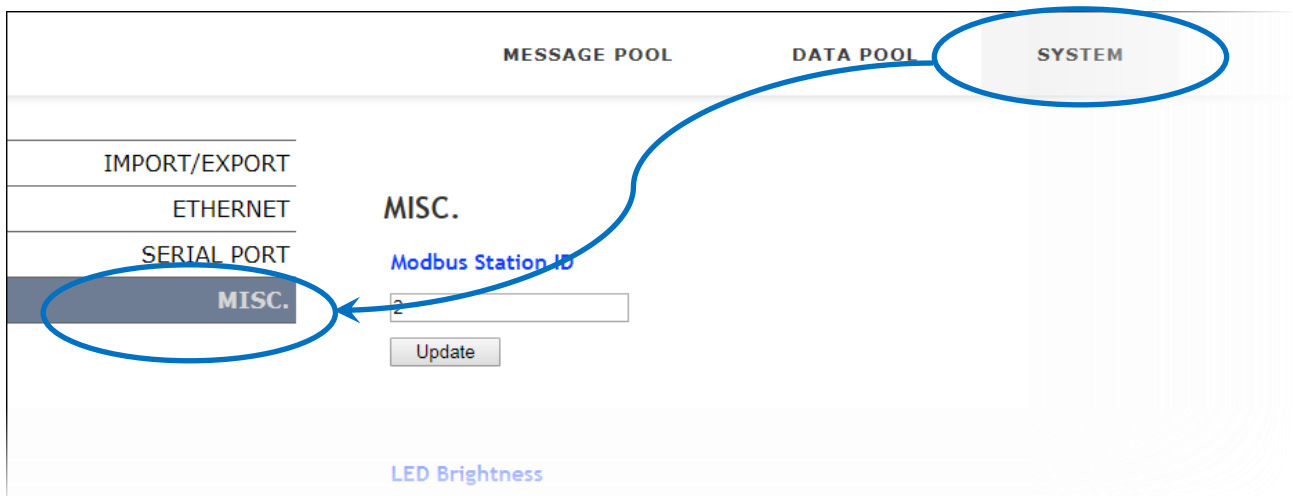 MESSAGE POOL DATA POOL SYSTEM
IMPORT/EXPORT
ETHERNET
SERIAL PORT
MISC.
MISC.
Modbus Station ID
2
Update
LED Brightness